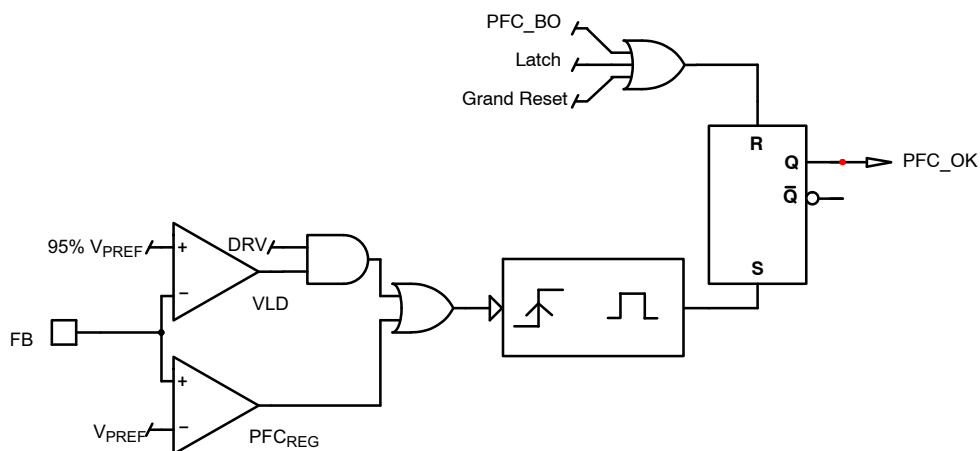 PFC_BO
Latch
Grand Reset
R
Q
PFC_OK
Q̅
S
95% VPREF
+
DRV
−
VLD
FB
+
VPREF
−
PFCREG